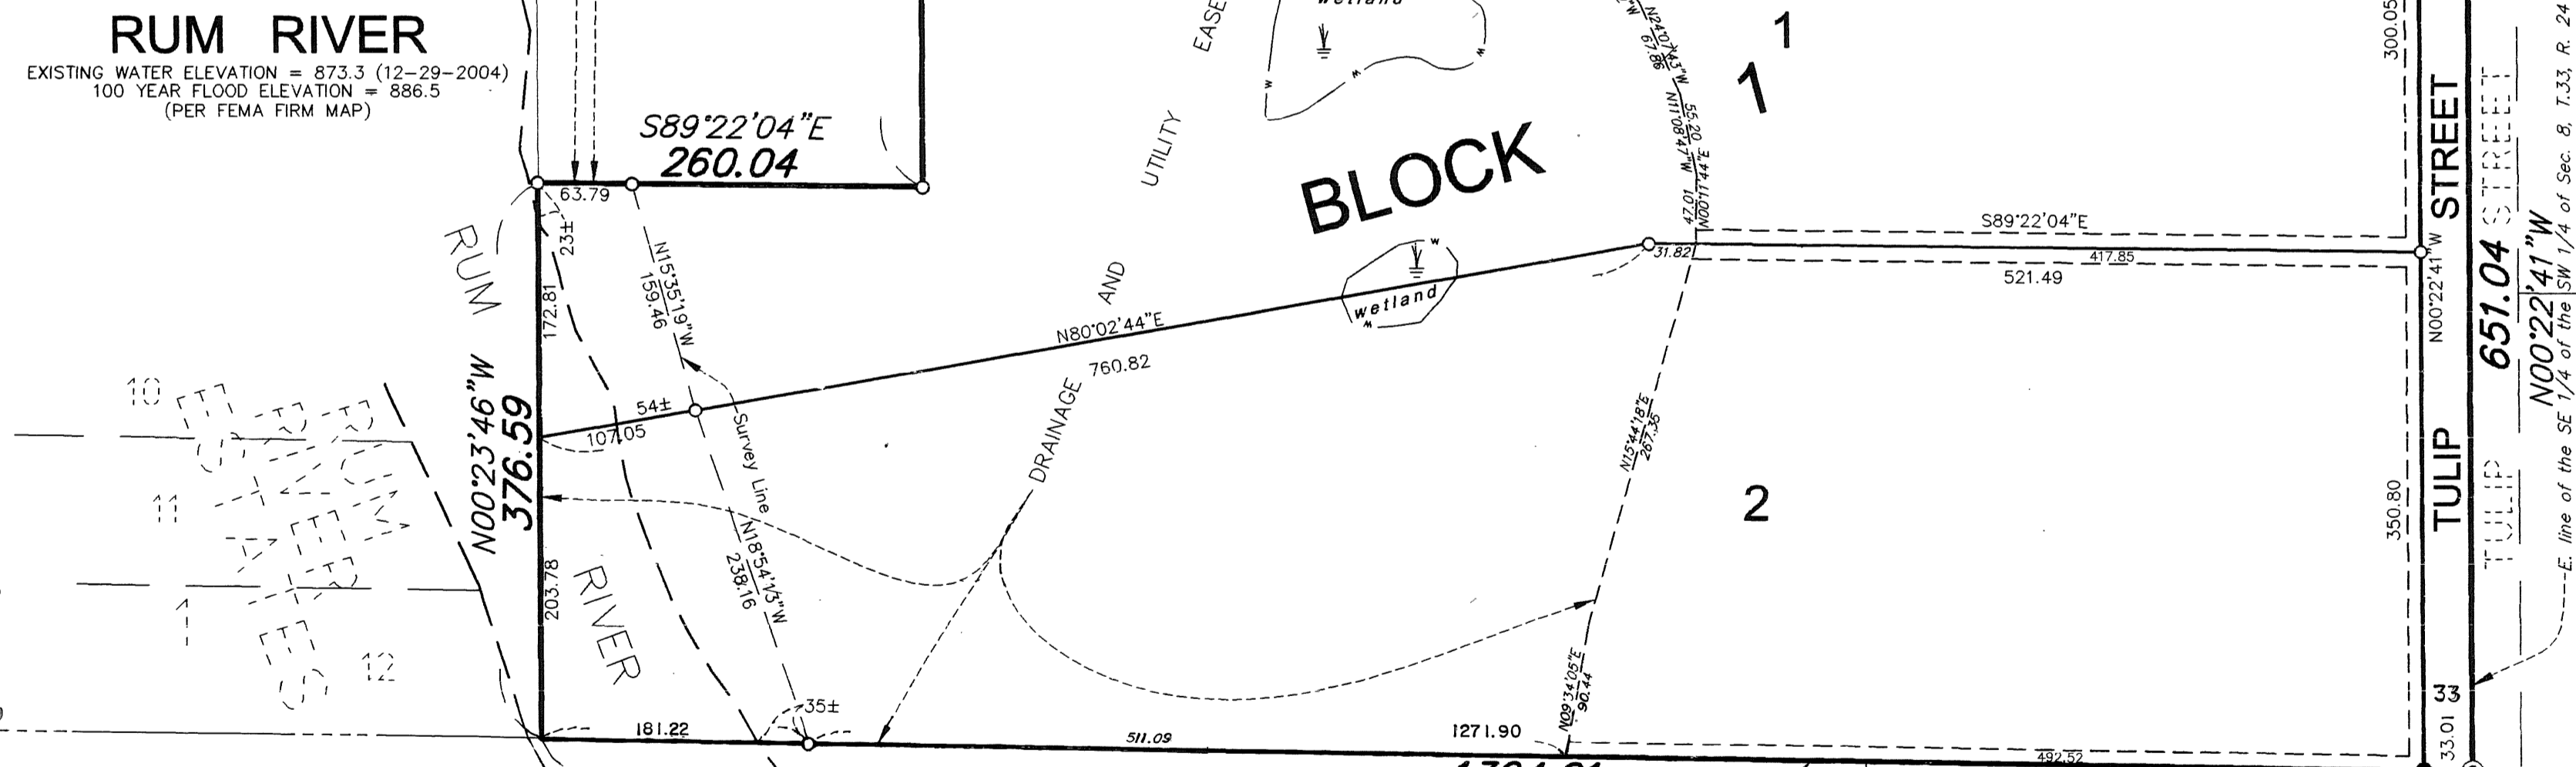 RUM RIVER
EXISTING WATER ELEVATION = 873.3 (12-29-2004)
100 YEAR FLOOD ELEVATION = 886.5
(PER FEMA FIRM MAP)
S89°22'04"E
260.04
63.79
23±
172.81
N15°35'19"W
159.46
RUM
RIVER
N00°23'46"W
376.59
54±
107.05
203.78
Survey Line
N18°54'13"W
238.16
35±
181.22
10
11
1
12
DRAINAGE AND UTILITY EASE
wetland
W
W
W
BLOCK
1
1
N24°07'43"W
67.86
55.20
N11°08'47"W
47.01
N00°11'44"E
W
wetland
W
31.82
N80°02'44"E
760.82
S89°22'04"E
417.85
521.49
N15°44'18"E
267.35
N09°34'05"E
90.44
2
511.09
1271.90
492.52
300.05
350.80
N00°22'41"W
TULIP STREET
33
33.01
TULIP STREET
651.04
N00°22'41"W
E. line of the SE 1/4 of the SW 1/4 of Sec. 8, T.33, R. 24